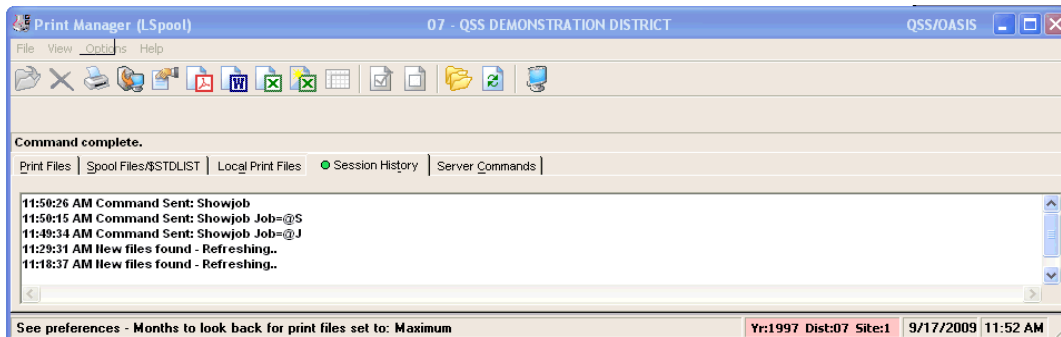 Print Manager (LSpool) 07 - QSS DEMONSTRATION DISTRICT QSS/OASIS
File View Options Help
Command complete.
Print Files Spool Files/$STDLIST Local Print Files Session History Server Commands
11:50:26 AM Command Sent: Showjob
11:50:15 AM Command Sent: Showjob Job=@S
11:49:34 AM Command Sent: Showjob Job=@J
11:29:31 AM New files found - Refreshing..
11:18:37 AM New files found - Refreshing..
See preferences - Months to look back for print files set to: Maximum Yr:1997 Dist:07 Site:1 9/17/2009 11:52 AM